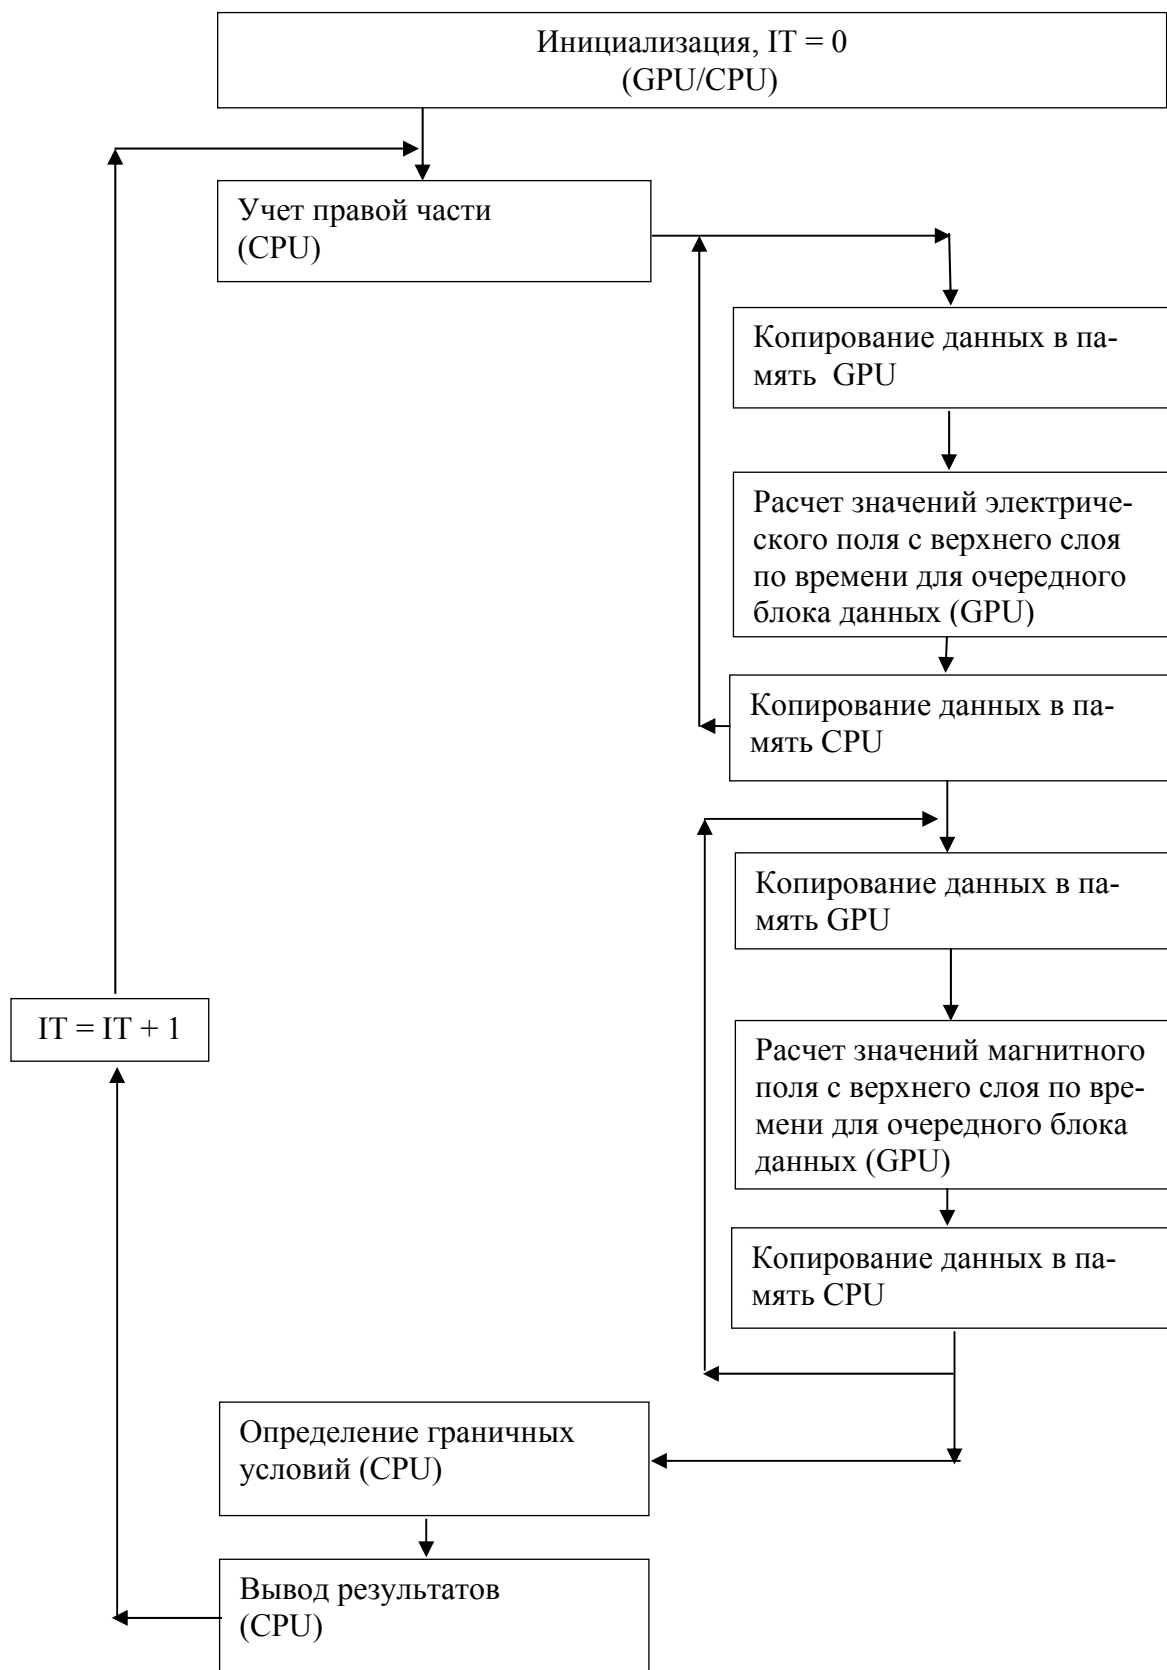 Инициализация, IT = 0
(GPU/CPU)
Учет правой части
(CPU)
Копирование данных в па-
мять GPU
Расчет значений электриче-
ского поля с верхнего слоя
по времени для очередного
блока данных (GPU)
Копирование данных в па-
мять CPU
Копирование данных в па-
мять GPU
IT = IT + 1
Расчет значений магнитного
поля с верхнего слоя по вре-
мени для очередного блока
данных (GPU)
Копирование данных в па-
мять CPU
Определение граничных
условий (CPU)
Вывод результатов
(CPU)